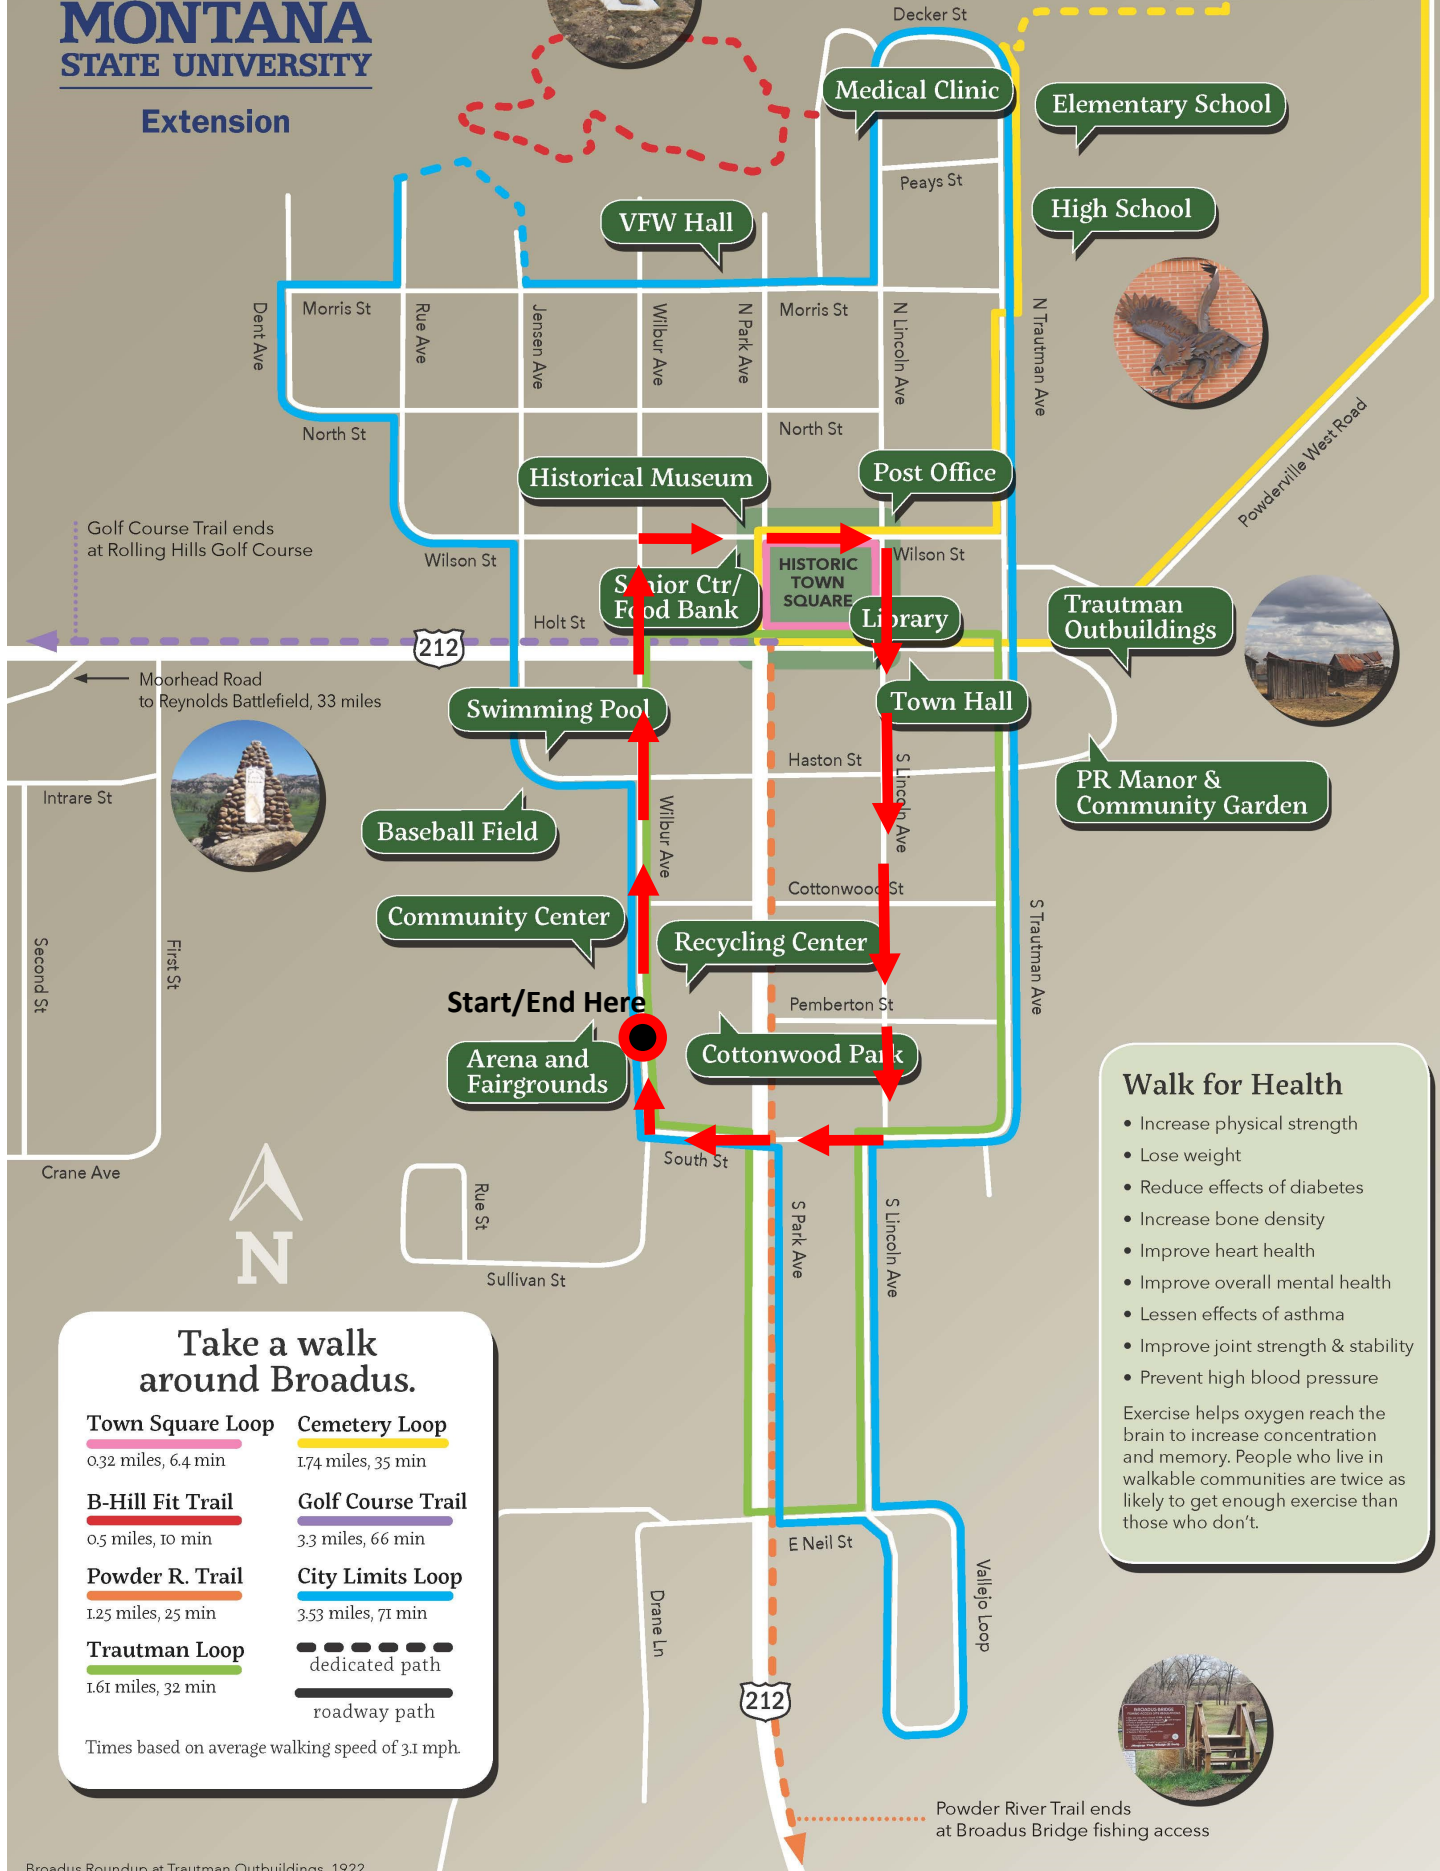 MONTANA
STATE UNIVERSITY
Extension
Decker St
Medical Clinic
Elementary School
Peays St
High School
VFW Hall
Dent Ave
Morris St
Rue Ave
Jensen Ave
Wilbur Ave
N Park Ave
Morris St
N Lincoln Ave
N Trautman Ave
North St
North St
Powderville West Road
Historical Museum
Post Office
Golf Course Trail ends
at Rolling Hills Golf Course
Wilson St
Wilson St
HISTORIC
TOWN
SQUARE
Senior Ctr/
Food Bank
Library
Trautman
Outbuildings
Holt St
212
Moorhead Road
to Reynolds Battlefield, 33 miles
Swimming Pool
Town Hall
Haston St
S Lincoln Ave
PR Manor &
Community Garden
Intrare St
Wilbur Ave
Baseball Field
Cottonwood St
Community Center
Recycling Center
S Trautman Ave
Second St
First St
Start/End Here
Pemberton St
Arena and
Fairgrounds
Cottonwood Park
South St
Crane Ave
Rue St
S Park Ave
S Lincoln Ave
N
Sullivan St
Walk for Health
• Increase physical strength
• Lose weight
• Reduce effects of diabetes
• Increase bone density
• Improve heart health
• Improve overall mental health
• Lessen effects of asthma
• Improve joint strength & stability
• Prevent high blood pressure
Exercise helps oxygen reach the
brain to increase concentration
and memory. People who live in
walkable communities are twice as
likely to get enough exercise than
those who don't.
Take a walk
around Broadus.
Town Square Loop
0.32 miles, 6.4 min
Cemetery Loop
1.74 miles, 35 min
B-Hill Fit Trail
0.5 miles, 10 min
Golf Course Trail
3.3 miles, 66 min
Powder R. Trail
1.25 miles, 25 min
City Limits Loop
3.53 miles, 71 min
Trautman Loop
1.61 miles, 32 min
dedicated path
roadway path
Times based on average walking speed of 3.1 mph.
E Neil St
Drane Ln
Vallejo Loop
212
BROADUS BRIDGE
Powder River Trail ends
at Broadus Bridge fishing access
Broadus Roundup at Trautman Outbuildings, 1922